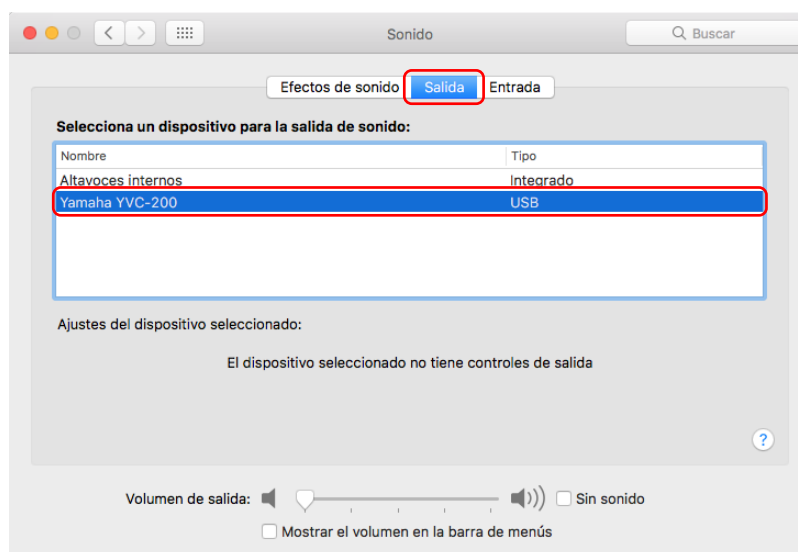 Sonido
Buscar
Efectos de sonido Salida Entrada
Selecciona un dispositivo para la salida de sonido:
Nombre Tipo
Altavoces internos Integrado
Yamaha YVC-200 USB
Ajustes del dispositivo seleccionado:
El dispositivo seleccionado no tiene controles de salida
?
Volumen de salida: Sin sonido
Mostrar el volumen en la barra de menús